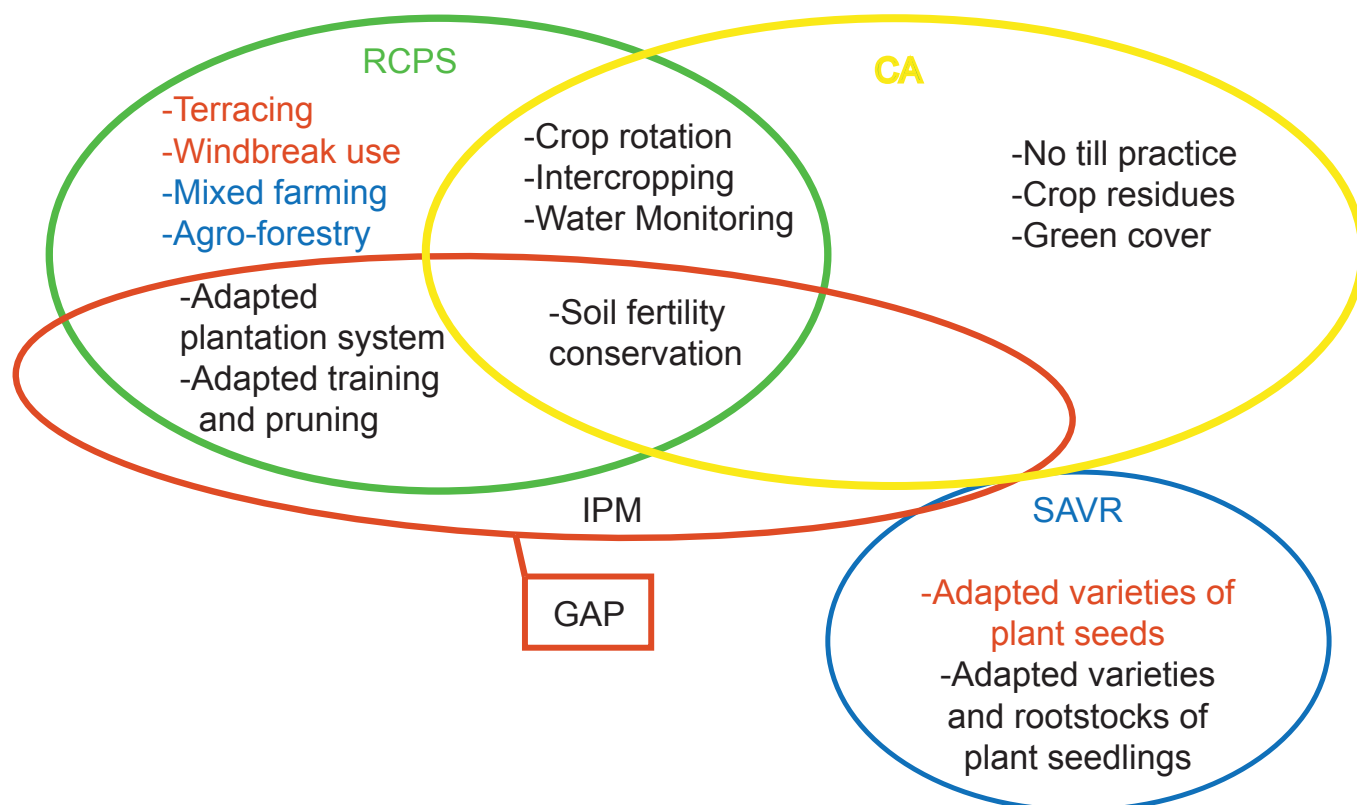 RCPS
-Terracing
-Windbreak use
-Mixed farming
-Agro-forestry
-Adapted
plantation system
-Adapted training
and pruning
-Crop rotation
-Intercropping
-Water Monitoring
-Soil fertility
conservation
CA
-No till practice
-Crop residues
-Green cover
IPM
GAP
SAVR
-Adapted varieties of
plant seeds
-Adapted varieties
and rootstocks of
plant seedlings